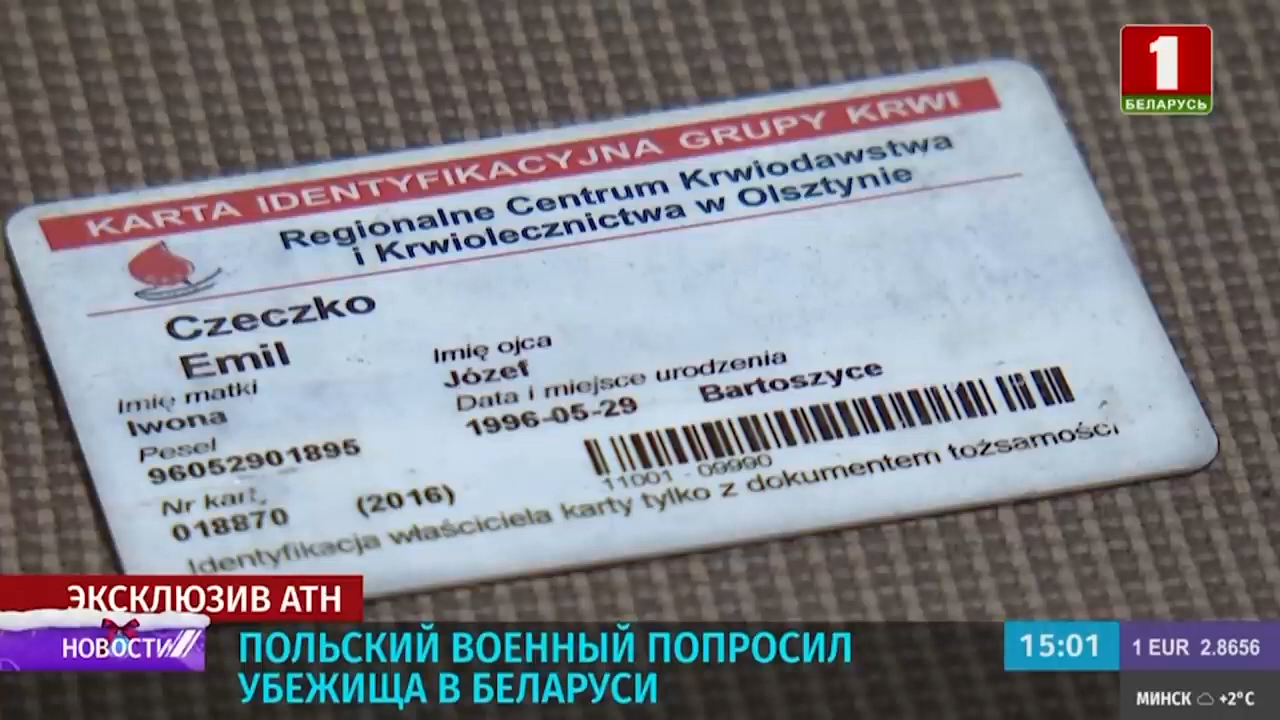 1
БЕЛАРУСЬ
KARTA IDENTYFIKACYJNA GRUPY KRWI
Regionalne Centrum Krwiodawstwa
i Krwiolecznictwa w Olsztynie
Czeczko
Emil
Imię ojca
Józef
Imię matki
Iwona
Data i miejsce urodzenia
1996-05-29 Bartoszyce
Pesel
96052901895
11001 - 09990
Nr kart,
018870 (2016)
Identyfikacja właściciela karty tylko z dokumentem tożsamości
ЭКСКЛЮЗИВ АТН
НОВОСТИ
ПОЛЬСКИЙ ВОЕННЫЙ ПОПРОСИЛ
УБЕЖИЩА В БЕЛАРУСИ
15:01
1 EUR 2.8656
МИНСК +2°C